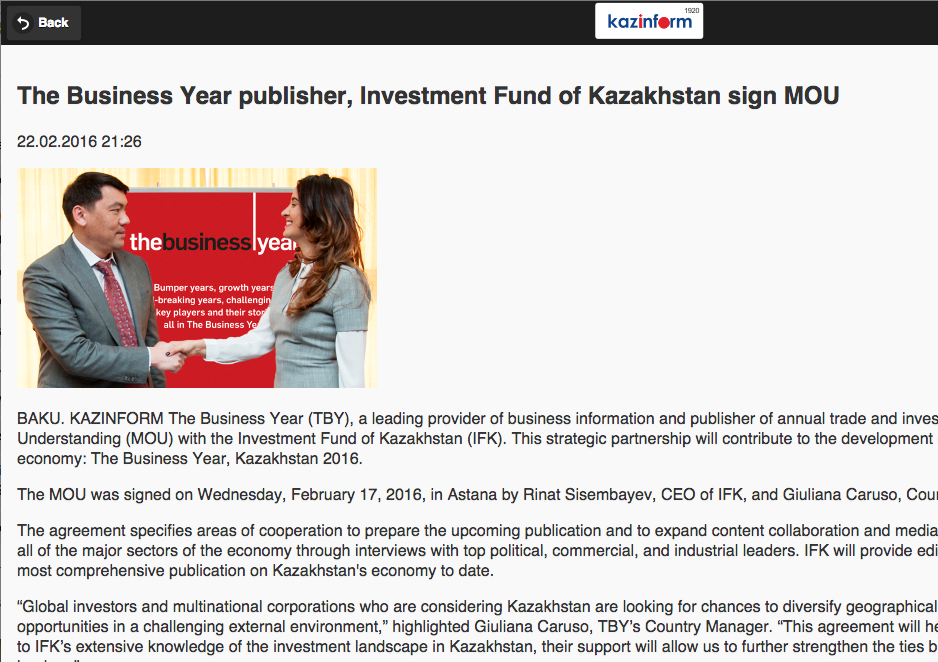 Back
kazinform
1920
The Business Year publisher, Investment Fund of Kazakhstan sign MOU
22.02.2016 21:26
thebusinessyear
Bumper years, growth years
-breaking years, challengin
key players and their stor
all in The Business Ye
BAKU. KAZINFORM The Business Year (TBY), a leading provider of business information and publisher of annual trade and inves
Understanding (MOU) with the Investment Fund of Kazakhstan (IFK). This strategic partnership will contribute to the development
economy: The Business Year, Kazakhstan 2016.
The MOU was signed on Wednesday, February 17, 2016, in Astana by Rinat Sisembayev, CEO of IFK, and Giuliana Caruso, Cou
The agreement specifies areas of cooperation to prepare the upcoming publication and to expand content collaboration and media
all of the major sectors of the economy through interviews with top political, commercial, and industrial leaders. IFK will provide edi
most comprehensive publication on Kazakhstan's economy to date.
“Global investors and multinational corporations who are considering Kazakhstan are looking for chances to diversify geographical
opportunities in a challenging external environment,” highlighted Giuliana Caruso, TBY’s Country Manager. “This agreement will he
to IFK’s extensive knowledge of the investment landscape in Kazakhstan, their support will allow us to further strengthen the ties b